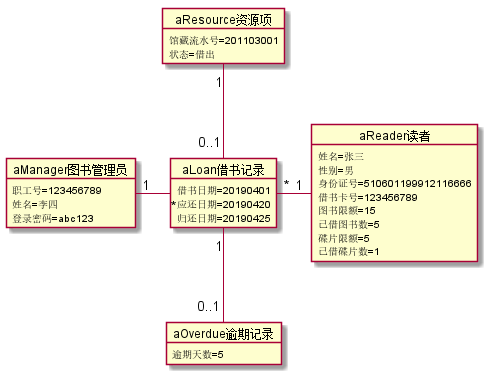 aResource资源项
馆藏流水号=201103001
状态=借出
1
0..1
aManager图书管理员
职工号=123456789
姓名=李四
登录密码=abc123
1
*
aLoan借书记录
借书日期=20190401
应还日期=20190420
归还日期=20190425
*
1
aReader读者
姓名=张三
性别=男
身份证号=510601199912116666
借书卡号=123456789
图书限额=15
已借图书数=5
碟片限额=5
已借碟片数=1
1
0..1
aOverdue逾期记录
逾期天数=5